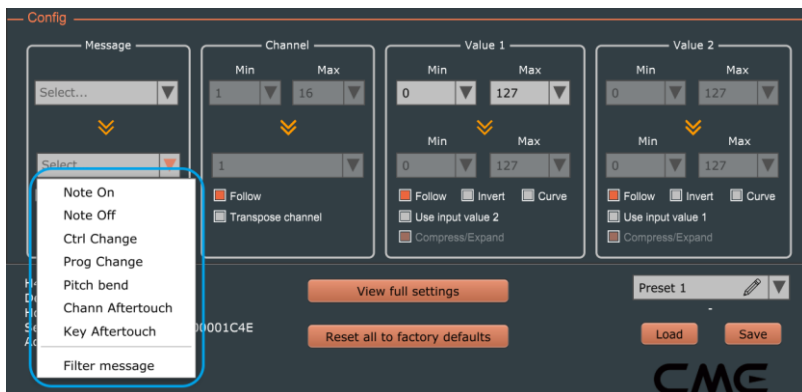 Config
Message
Channel
Value 1
Value 2
Min Max
Min Max
Min Max
Select...
1 16
0 127
0 127
Min Max
Min Max
Select
1
0 127
0 127
Follow
Follow Invert Curve
Follow Invert Curve
Transpose channel
Use input value 2
Use input value 1
Compress/Expand
Compress/Expand
Note On
Note Off
Ctrl Change
Prog Change
Pitch bend
Chann Aftertouch
Key Aftertouch
Filter message
00001C4E
View full settings
Reset all to factory defaults
Preset 1
-
Load Save
CME